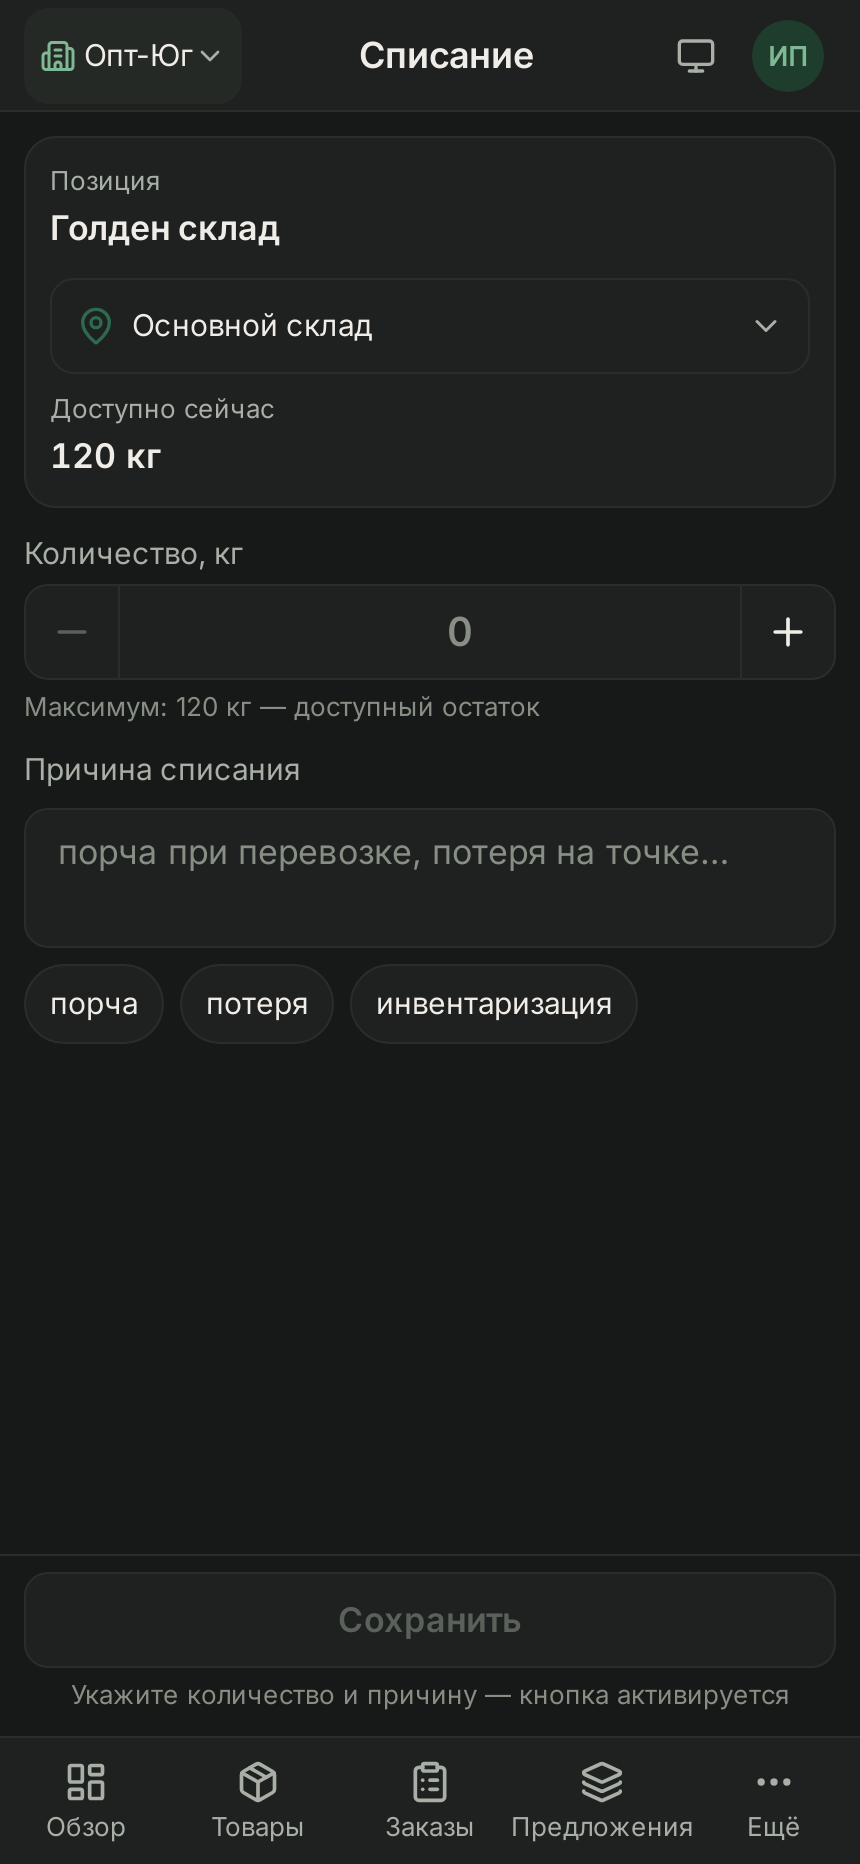 Опт-Юг
Списание
ИП
Позиция
Голден склад
Основной склад
Доступно сейчас
120 кг
Количество, кг
0
Максимум: 120 кг — доступный остаток
Причина списания
порча при перевозке, потеря на точке...
порча
потеря
инвентаризация
Сохранить
Укажите количество и причину — кнопка активируется
Обзор
Товары
Заказы
Предложения
Ещё